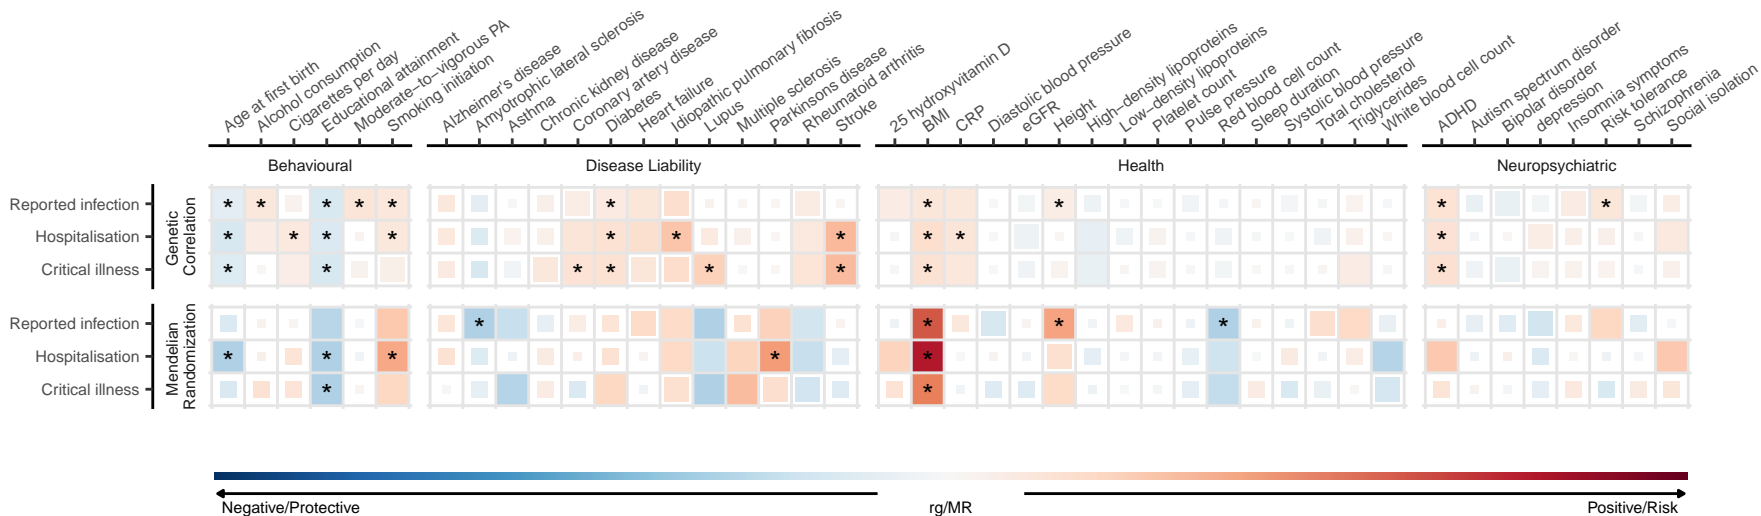 Age at first birth
Alcohol consumption
Cigarettes per day
Educational attainment
Moderate-to-vigorous PA
Smoking initiation
Alzheimer's disease
Amyotrophic lateral sclerosis
Asthma
Chronic kidney disease
Coronary artery disease
Diabetes
Heart failure
Idiopathic pulmonary fibrosis
Lupus
Multiple sclerosis
Parkinsons disease
Rheumatoid arthritis
Stroke
25 hydroxyvitamin D
BMI
CRP
Diastolic blood pressure
eGFR
Height
High-density lipoproteins
Low-density lipoproteins
Platelet count
Pulse pressure
Red blood cell count
Sleep duration
Systolic blood pressure
Total cholesterol
Triglycerides
White blood cell count
ADHD
Autism spectrum disorder
Bipolar disorder
depression
Insomnia symptoms
Risk tolerance
Schizophrenia
Social isolation
Behavioural
Disease Liability
Health
Neuropsychiatric
Genetic
Correlation
Reported infection * * * * * * * * * *
Hospitalisation * * * * * * * * * *
Critical illness * * * * * * * *
Mendelian
Randomization
Reported infection * * * *
Hospitalisation * * * * *
Critical illness * *
Negative/Protective
rg/MR
Positive/Risk